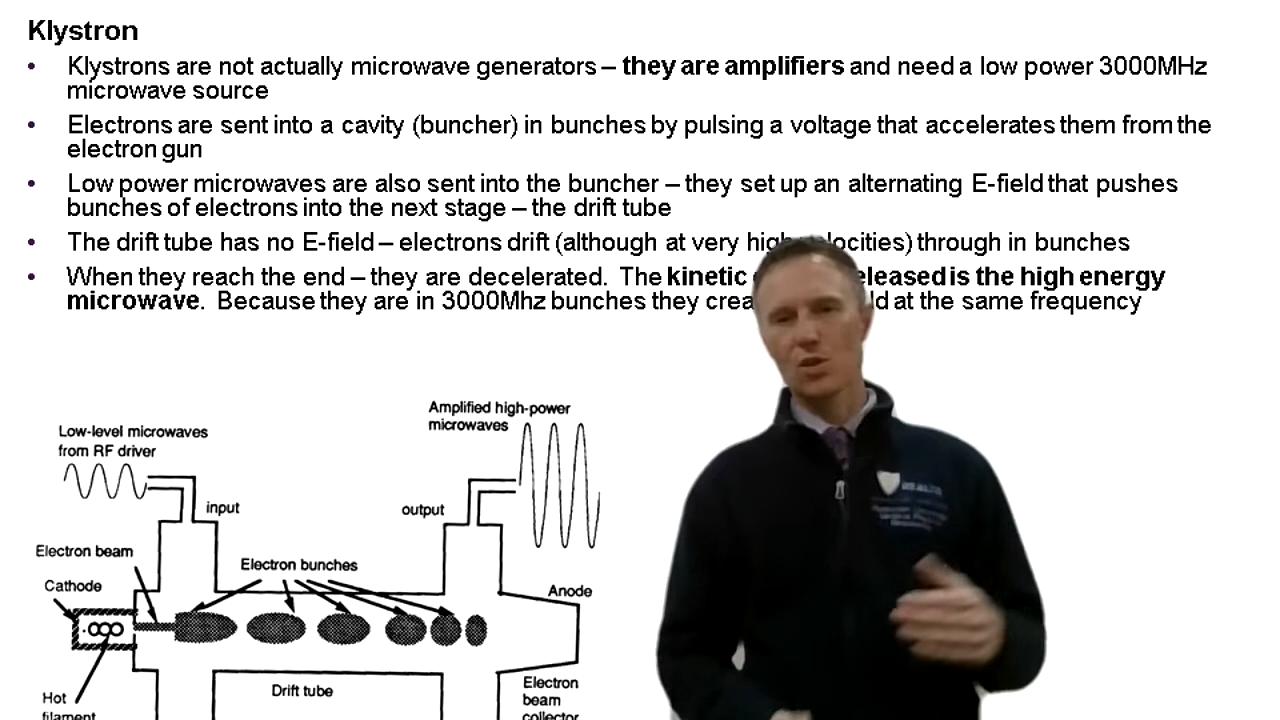 Klystron
• Klystrons are not actually microwave generators – they are amplifiers and need a low power 3000MHz
microwave source
• Electrons are sent into a cavity (buncher) in bunches by pulsing a voltage that accelerates them from the
electron gun
• Low power microwaves are also sent into the buncher – they set up an alternating E-field that pushes
bunches of electrons into the next stage – the drift tube
• The drift tube has no E-field – electrons drift (although at very high velocities) through in bunches
• When they reach the end – they are decelerated. The kinetic eleased is the high energy
microwave. Because they are in 3000Mhz bunches they crea ld at the same frequency
Amplified high-power
microwaves
Low-level microwaves
from RF driver
input
output
Electron beam
Electron bunches
Cathode
Anode
Drift tube
Hot
filament
Electron
beam
collector